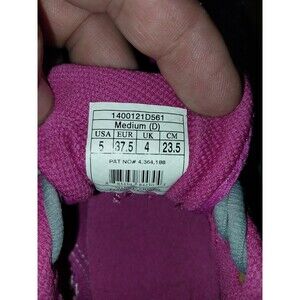 1400121D561
Medium (D)
USA EUR UK CM
5 37.5 4 23.5
PAT NO# 4,364,188